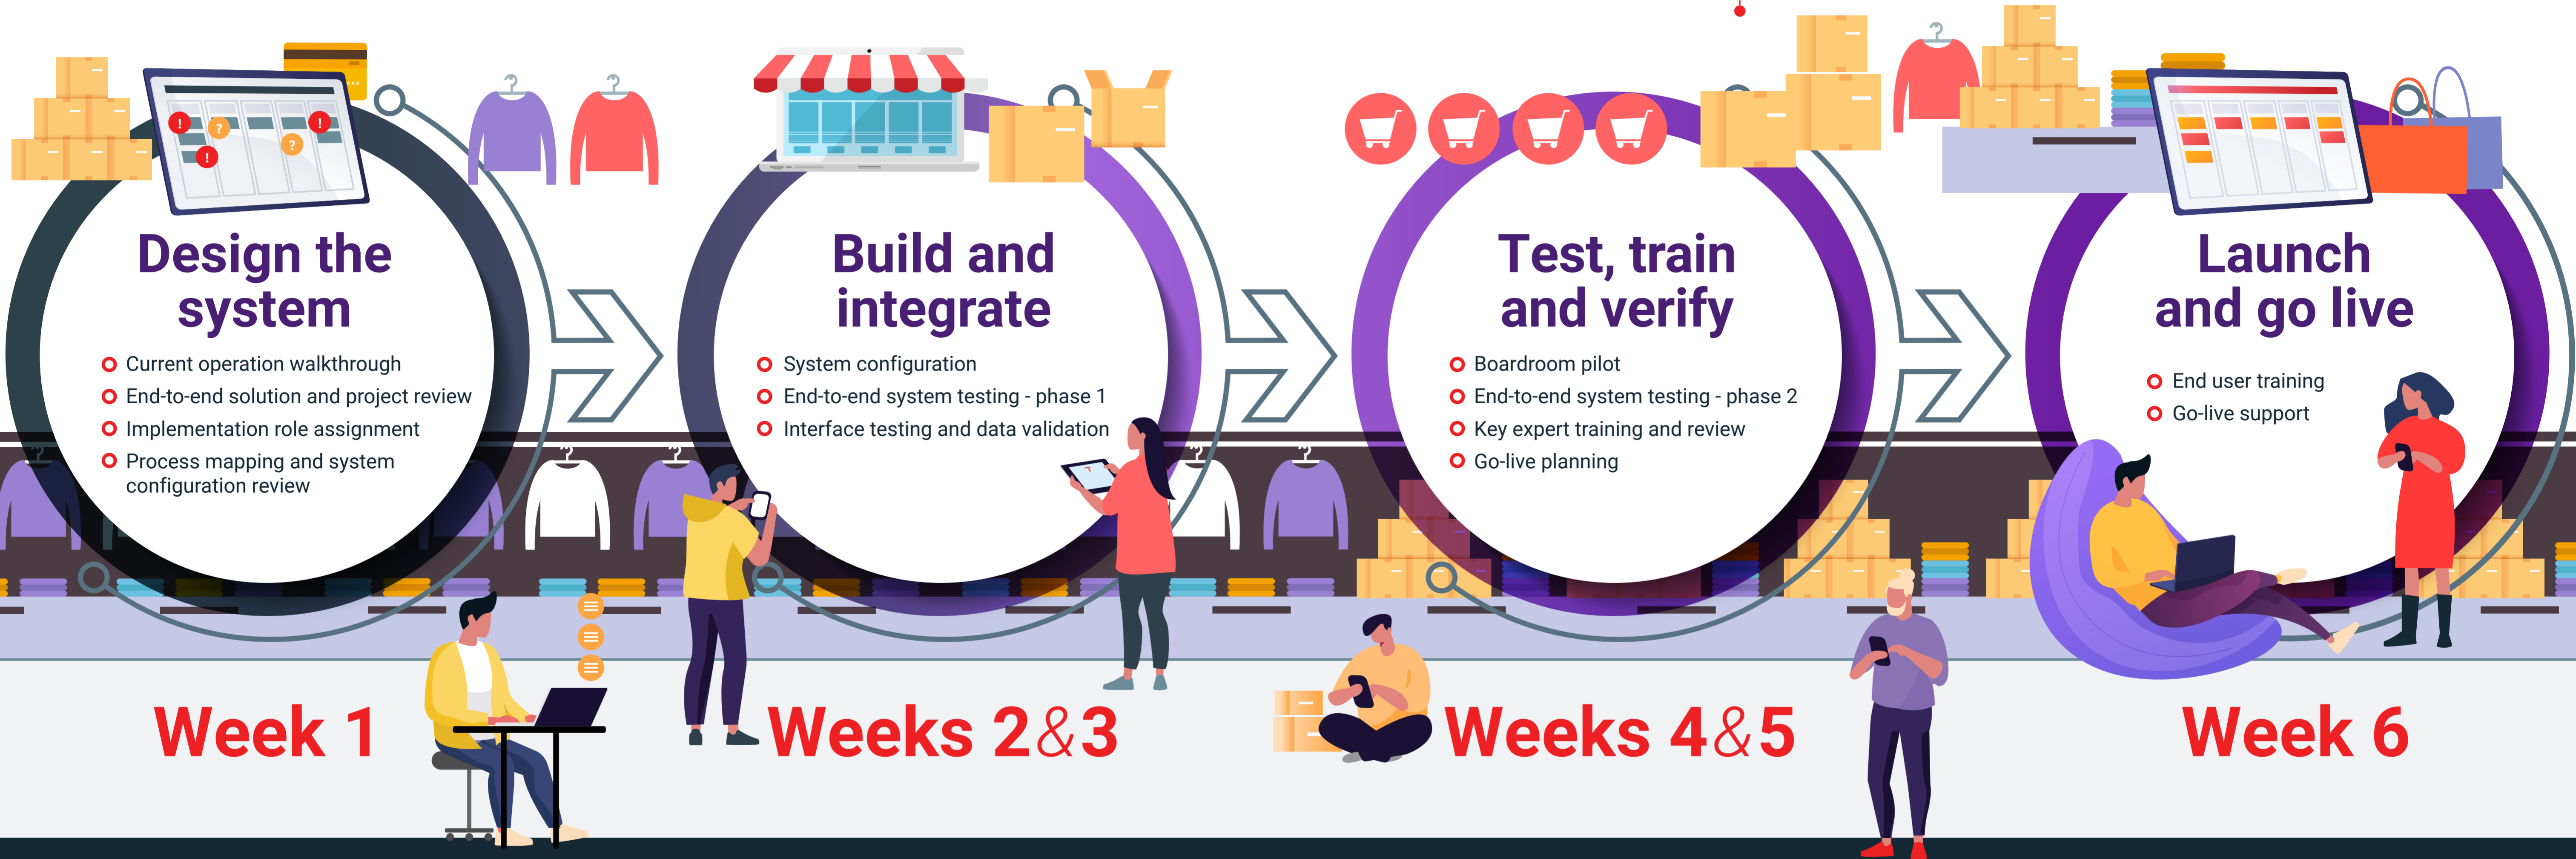 Design the
system
Current operation walkthrough
End-to-end solution and project review
Implementation role assignment
Process mapping and system
configuration review
Week 1
Build and
integrate
System configuration
End-to-end system testing - phase 1
Interface testing and data validation
Weeks 2&3
Test, train
and verify
Boardroom pilot
End-to-end system testing - phase 2
Key expert training and review
Go-live planning
Weeks 4&5
Launch
and go live
End user training
Go-live support
Week 6